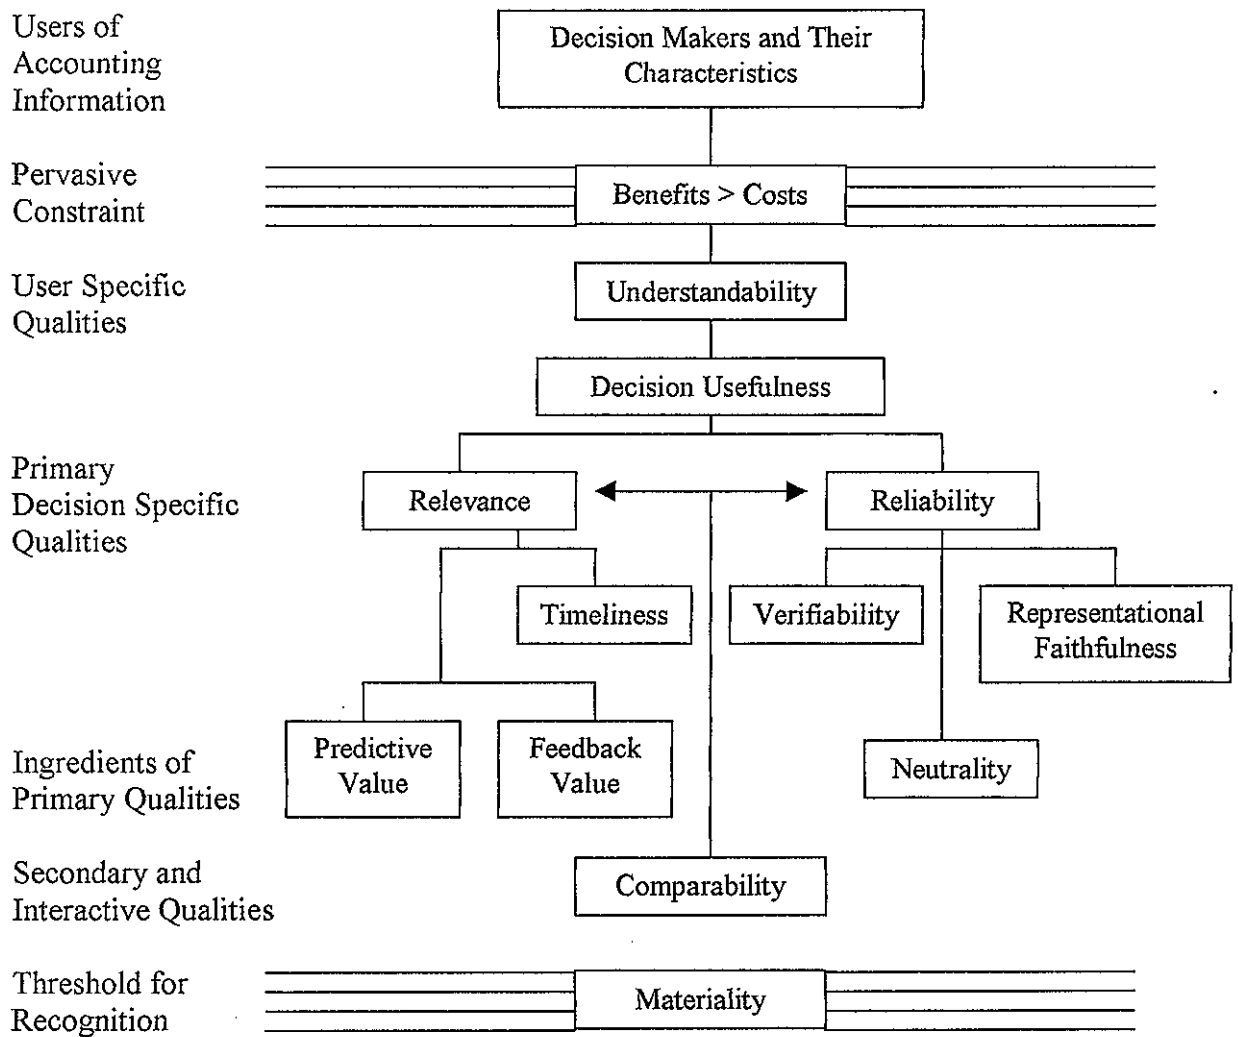 Users of
Accounting
Information
Decision Makers and Their
Characteristics
Pervasive
Constraint
Benefits > Costs
User Specific
Qualities
Understandability
Decision Usefulness
Primary
Decision Specific
Qualities
Relevance
Reliability
Timeliness
Verifiability
Representational
Faithfulness
Ingredients of
Primary Qualities
Predictive
Value
Feedback
Value
Neutrality
Secondary and
Interactive Qualities
Comparability
Threshold for
Recognition
Materiality